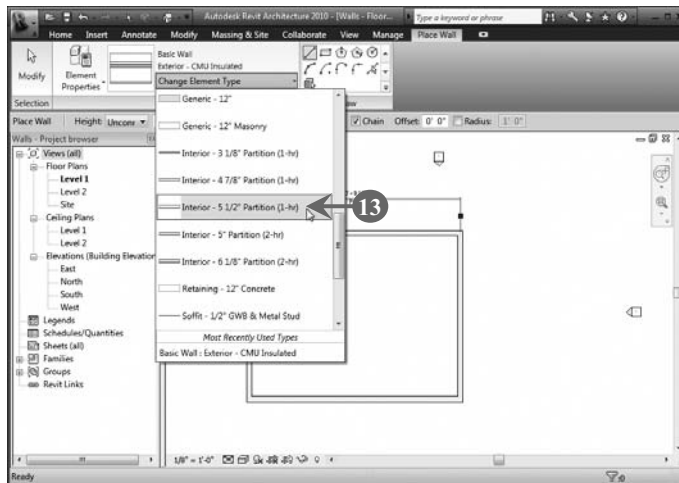 Autodesk Revit Architecture 2010 - [Walls - Floor...
Type a keyword or phrase
Home Insert Annotate Modify Massing & Site Collaborate View Manage Place Wall
Modify
Element
Properties
Basic Wall
Exterior - CMU Insulated
Change Element Type
Selection
Place Wall Height: Chain Offset: 0' 0" Radius: 1' 0"
Walls - Project browser
Views (all)
Floor Plans
Level 1
Level 2
Site
Ceiling Plans
Level 1
Level 2
Elevations (Building Elevation
East
North
South
West
Legends
Schedules/Quantities
Sheets (all)
Families
Groups
Revit Links
Generic - 12"
Generic - 12" Masonry
Interior - 3 1/8" Partition (1-hr)
Interior - 4 7/8" Partition (1-hr)
Interior - 5 1/2" Partition (1-hr)
13
Interior - 5" Partition (2-hr)
Interior - 6 1/8" Partition (2-hr)
Retaining - 12" Concrete
Soffit - 1/2" GWB & Metal Stud
Most Recently Used Types
Basic Wall : Exterior - CMU Insulated
1/8" = 1'-0"
Ready
:0